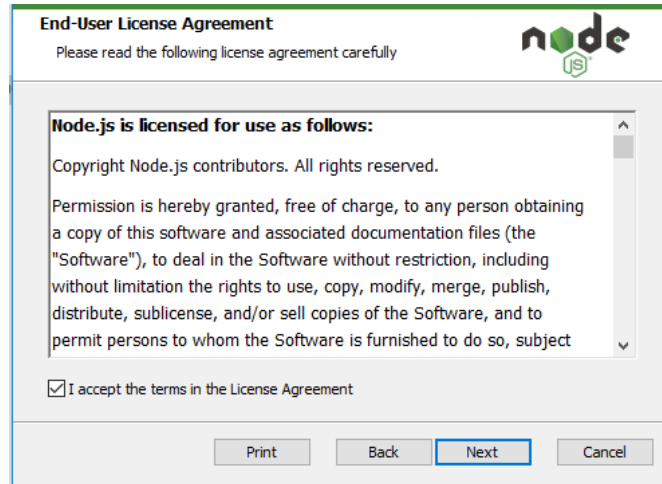 End-User License Agreement
Please read the following license agreement carefully
node
JS
Node.js is licensed for use as follows:
Copyright Node.js contributors. All rights reserved.
Permission is hereby granted, free of charge, to any person obtaining
a copy of this software and associated documentation files (the
"Software"), to deal in the Software without restriction, including
without limitation the rights to use, copy, modify, merge, publish,
distribute, sublicense, and/or sell copies of the Software, and to
permit persons to whom the Software is furnished to do so, subject
I accept the terms in the License Agreement
Print Back Next Cancel